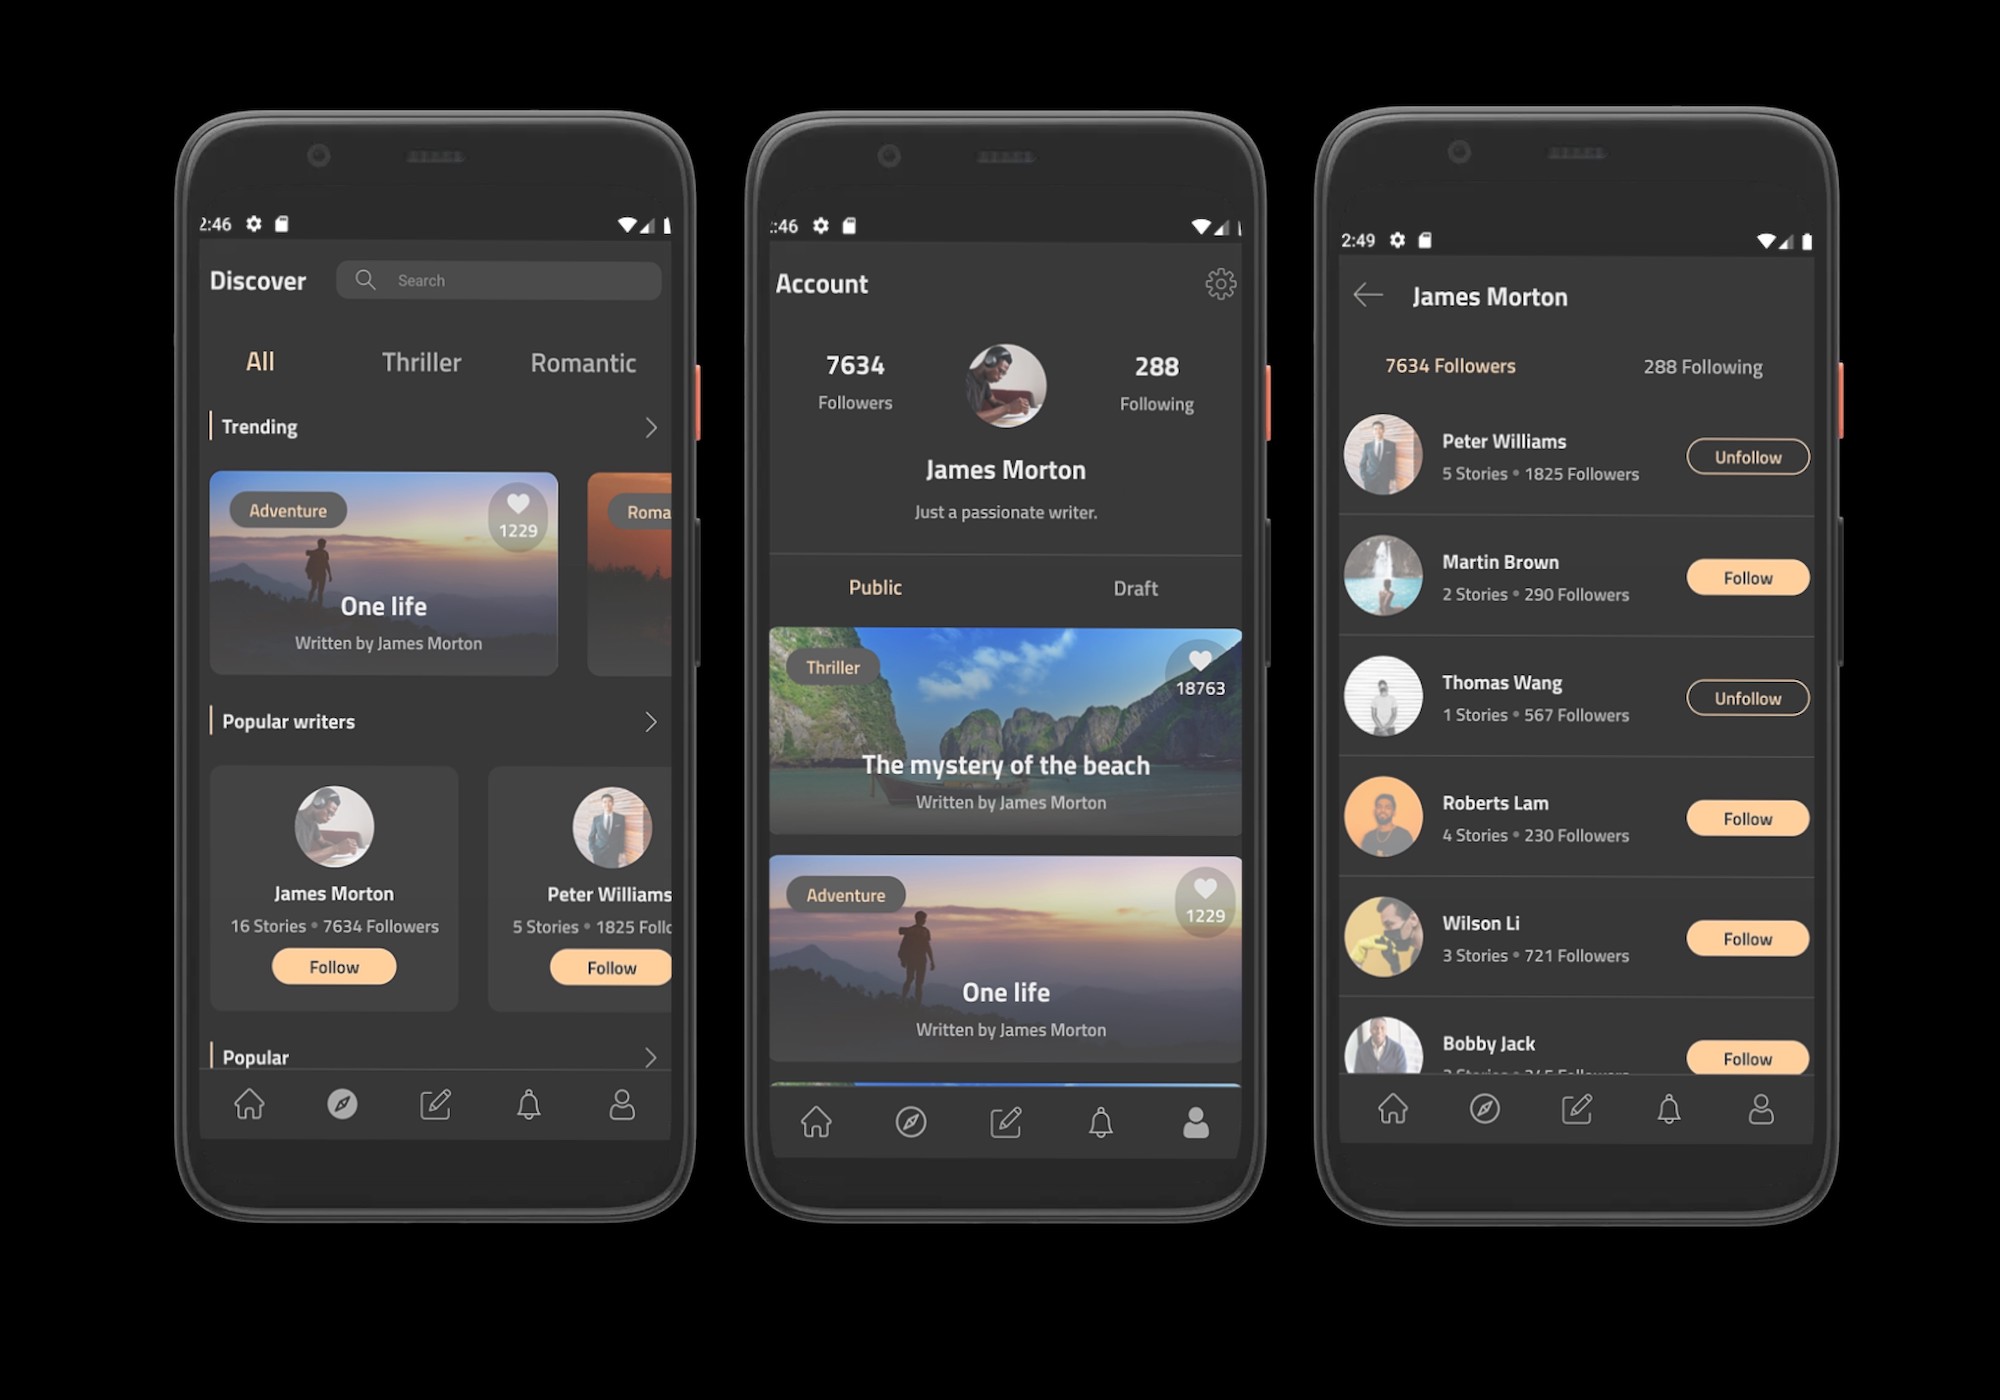 2:46
Discover
Search
All Thriller Romantic
Trending
Adventure
1229
Roma
One life
Written by James Morton
Popular writers
James Morton
16 Stories • 7634 Followers
Follow
Peter Williams
5 Stories • 1825 Follo
Follow
Popular
:46
Account
7634
Followers
288
Following
James Morton
Just a passionate writer.
Public Draft
Thriller
18763
The mystery of the beach
Written by James Morton
Adventure
1229
One life
Written by James Morton
2:49
James Morton
7634 Followers 288 Following
Peter Williams
5 Stories • 1825 Followers
Unfollow
Martin Brown
2 Stories • 290 Followers
Follow
Thomas Wang
1 Stories • 567 Followers
Unfollow
Roberts Lam
4 Stories • 230 Followers
Follow
Wilson Li
3 Stories • 721 Followers
Follow
Bobby Jack
Follow